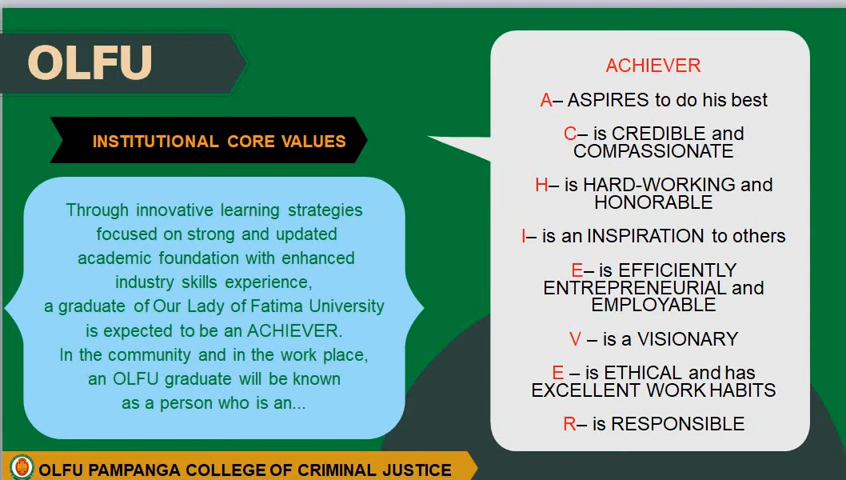 OLFU
INSTITUTIONAL CORE VALUES
Through innovative learning strategies
focused on strong and updated
academic foundation with enhanced
industry skills experience,
a graduate of Our Lady of Fatima University
is expected to be an ACHIEVER.
In the community and in the work place,
an OLFU graduate will be known
as a person who is an...
ACHIEVER
A– ASPIRES to do his best
C– is CREDIBLE and
COMPASSIONATE
H– is HARD-WORKING and
HONORABLE
I– is an INSPIRATION to others
E– is EFFICIENTLY
ENTREPRENEURIAL and
EMPLOYABLE
V – is a VISIONARY
E – is ETHICAL and has
EXCELLENT WORK HABITS
R– is RESPONSIBLE
OLFU PAMPANGA COLLEGE OF CRIMINAL JUSTICE